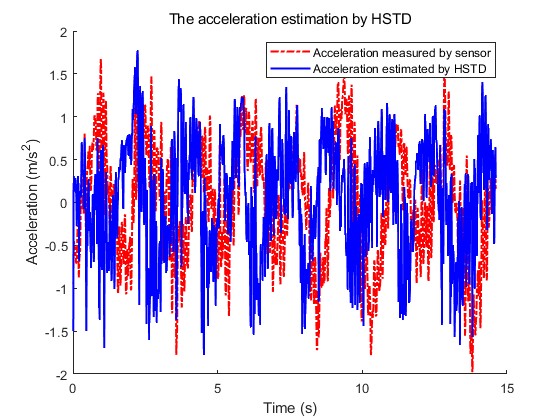 The acceleration estimation by HSTD
2
1.5
1
0.5
0
-0.5
-1
-1.5
-2
Acceleration (m/s²)
Acceleration measured by sensor
Acceleration estimated by HSTD
0 5 10 15
Time (s)